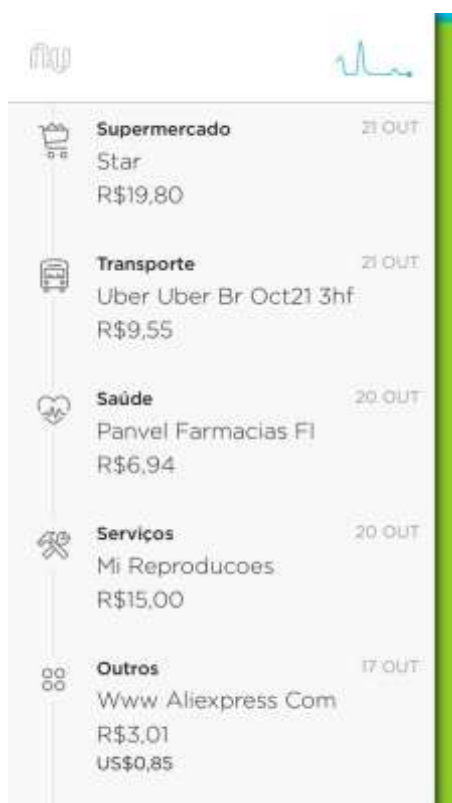 nu
Supermercado 21 OUT
Star
R$19,80
Transporte 21 OUT
Uber Uber Br Oct21 3hf
R$9,55
Saúde 20 OUT
Panvel Farmacias Fl
R$6,94
Serviços 20 OUT
Mi Reproducoes
R$15,00
Outros 17 OUT
Www Aliexpress Com
R$3,01
US$0,85